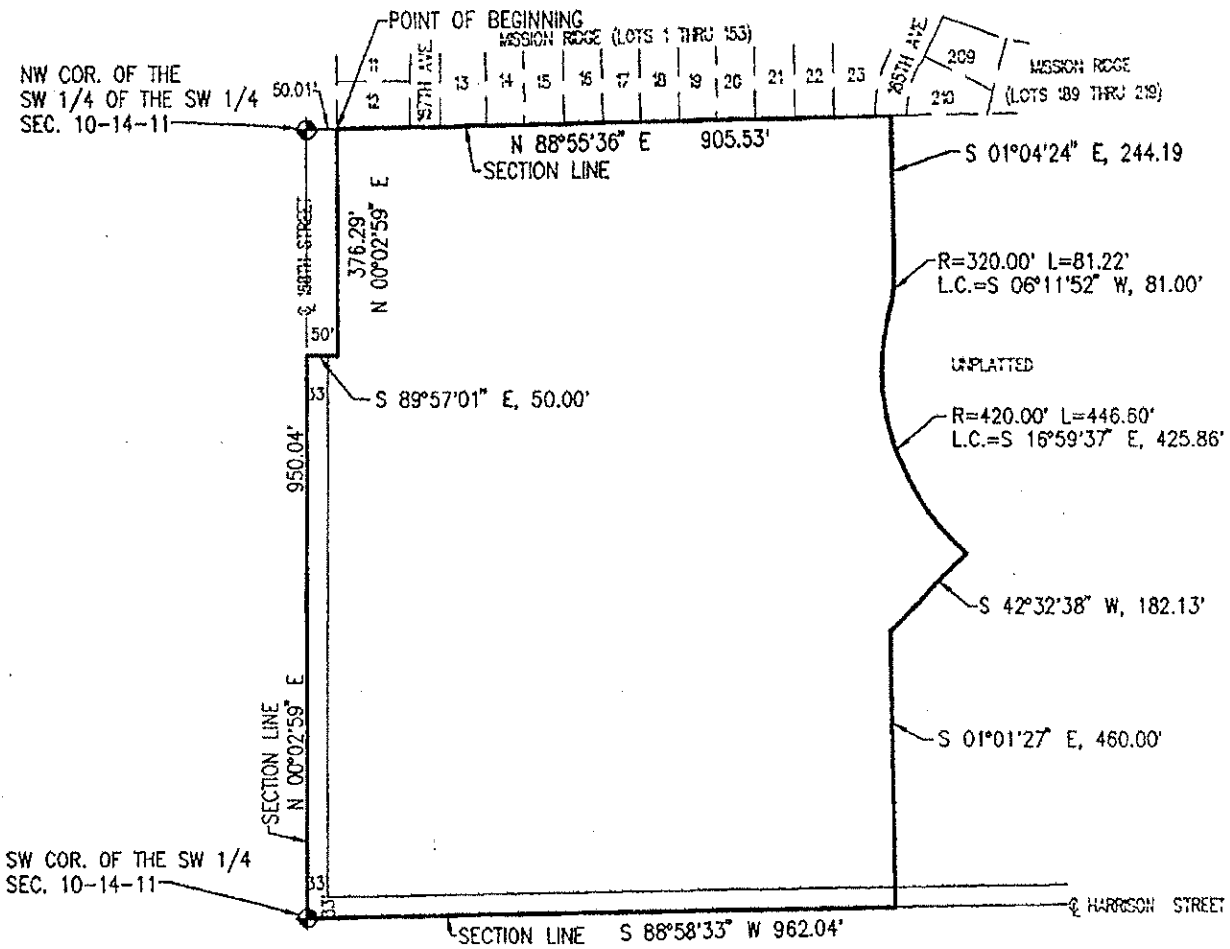 POINT OF BEGINNING
MISSION RIDGE (LOTS 1 THRU 153)
NW COR. OF THE
SW 1/4 OF THE SW 1/4
SEC. 10-14-11
50.01'
11
12
197TH AVE
13
14
15
16
17
18
19
20
21
22
23
AVE
209
210
MISSION RIDGE
(LOTS 189 THRU 219)
N 88°55'36" E 905.53'
SECTION LINE
S 01°04'24" E, 244.19
℄ STREET
376.29'
N 00°02'59" E
R=320.00' L=81.22'
L.C.=S 06°11'52" W, 81.00'
50'
UNPLATTED
33'
S 89°57'01" E, 50.00'
R=420.00' L=446.60'
L.C.=S 16°59'37" E, 425.86'
950.04'
S 42°32'38" W, 182.13'
SECTION LINE
N 00°02'59" E
S 01°01'27" E, 460.00'
SW COR. OF THE SW 1/4
SEC. 10-14-11
33'
33'
℄ HARRISON STREET
SECTION LINE S 88°58'33" W 962.04'